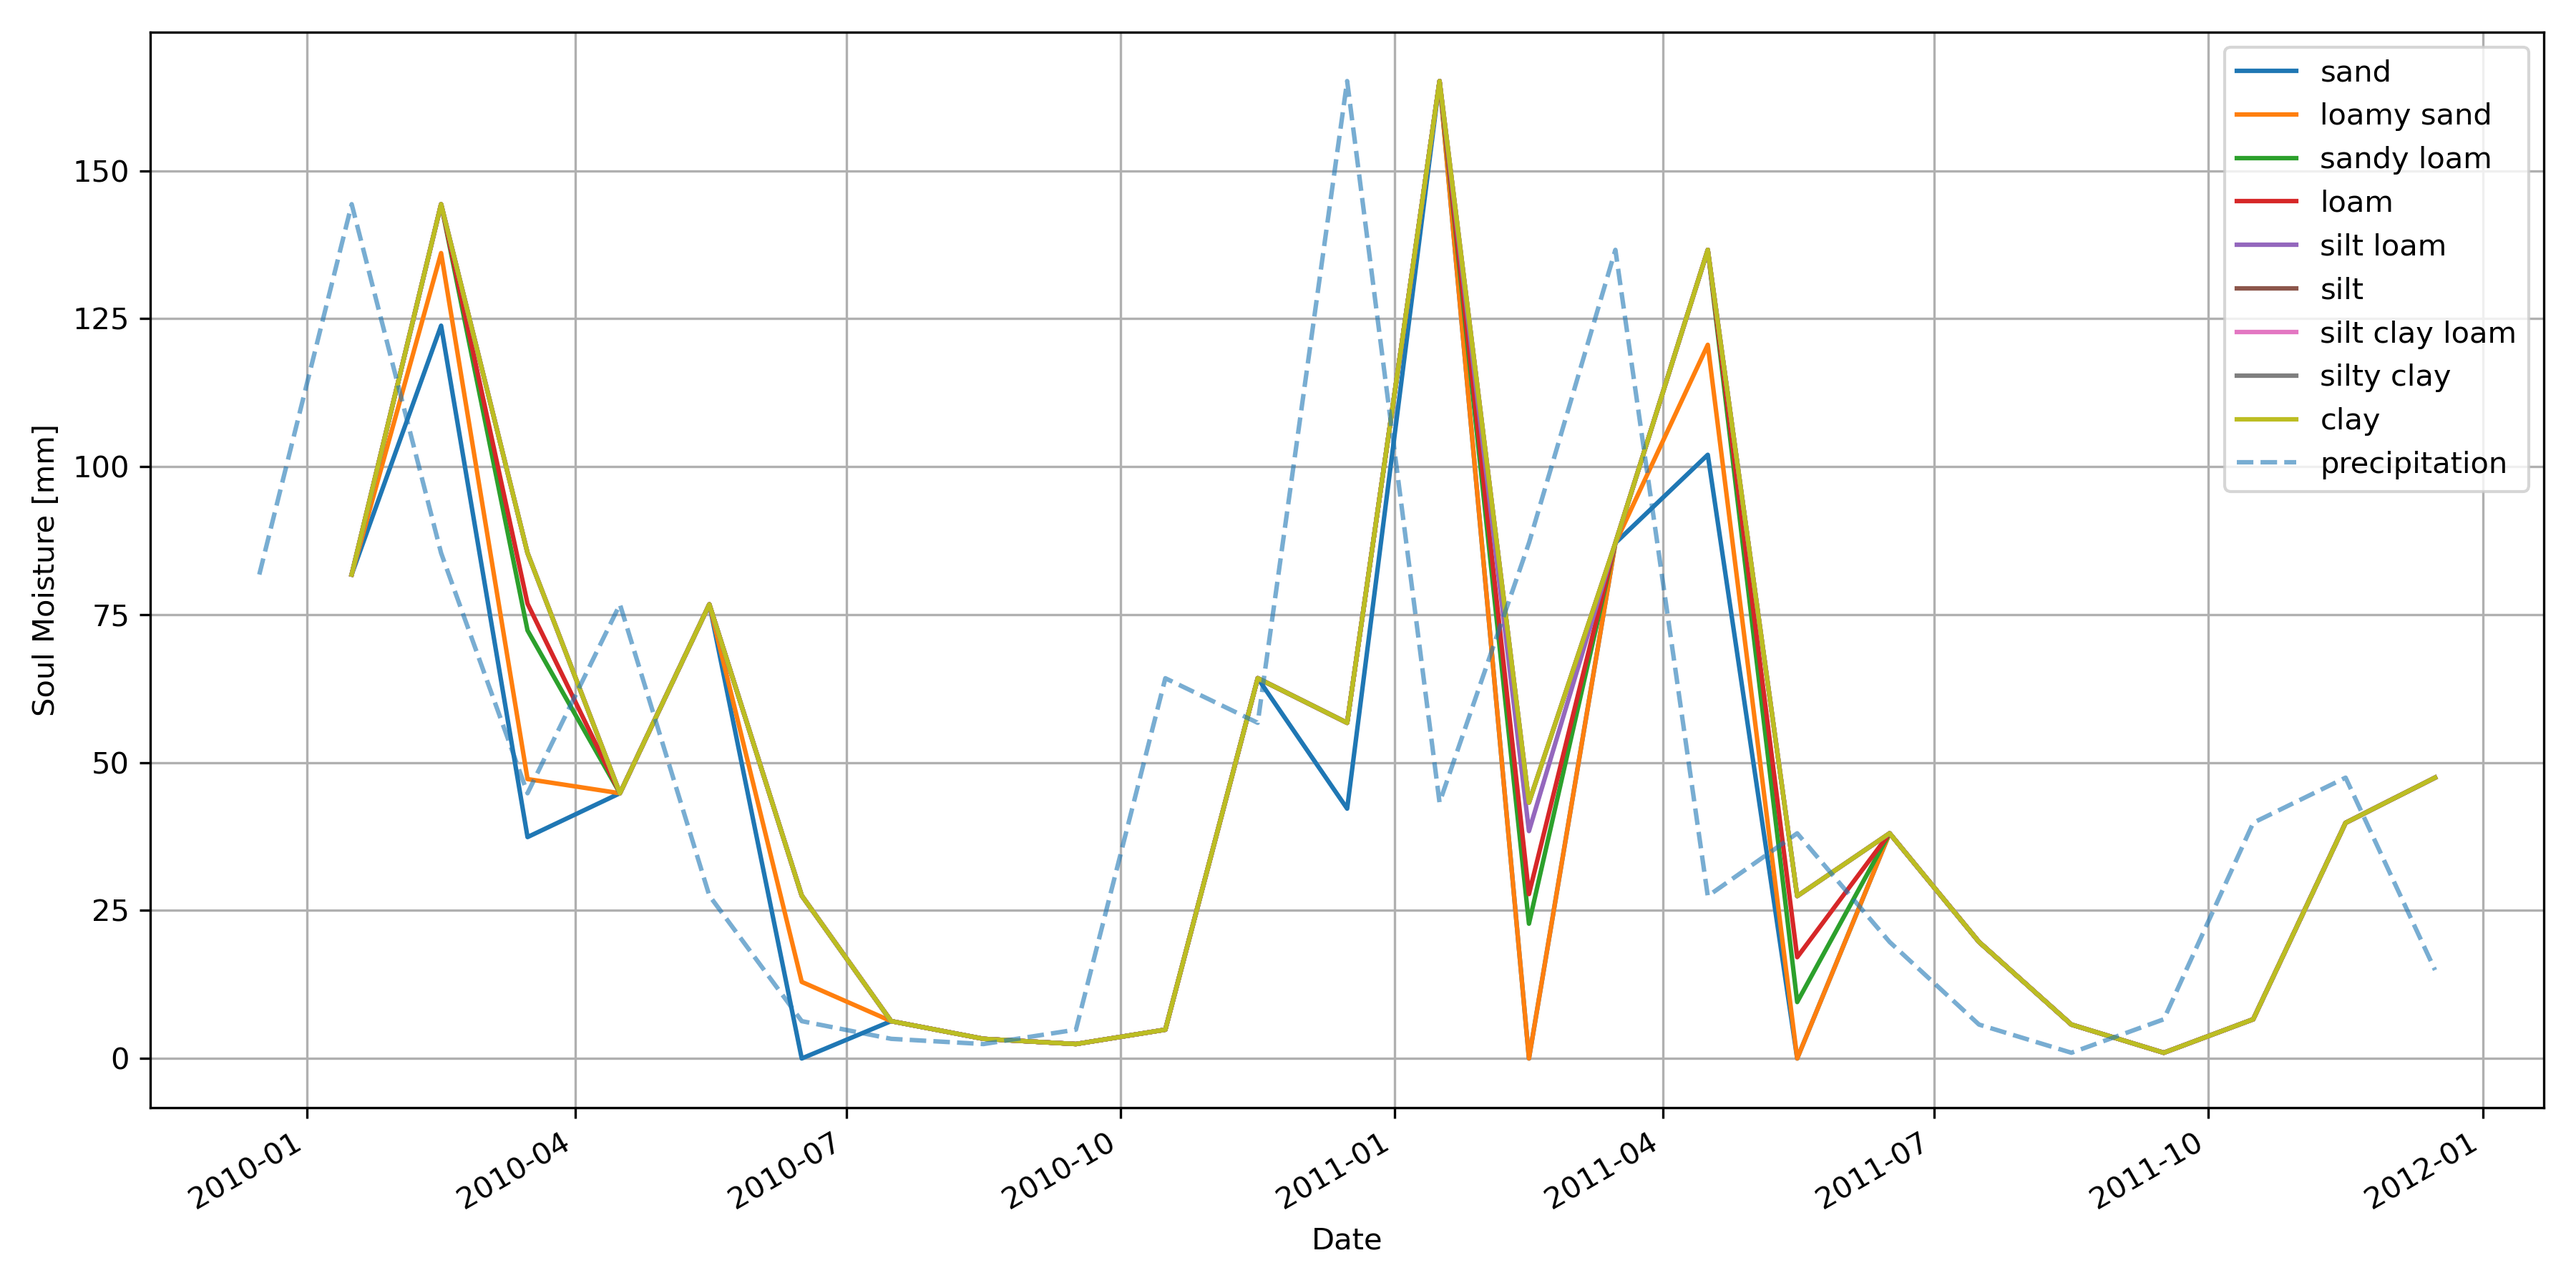 sand
loamy sand
sandy loam
loam
silt loam
silt
silt clay loam
silty clay
clay
precipitation
Soul Moisture [mm]
150
125
100
75
50
25
0
2010-01
2010-04
2010-07
2010-10
2011-01
2011-04
2011-07
2011-10
2012-01
Date